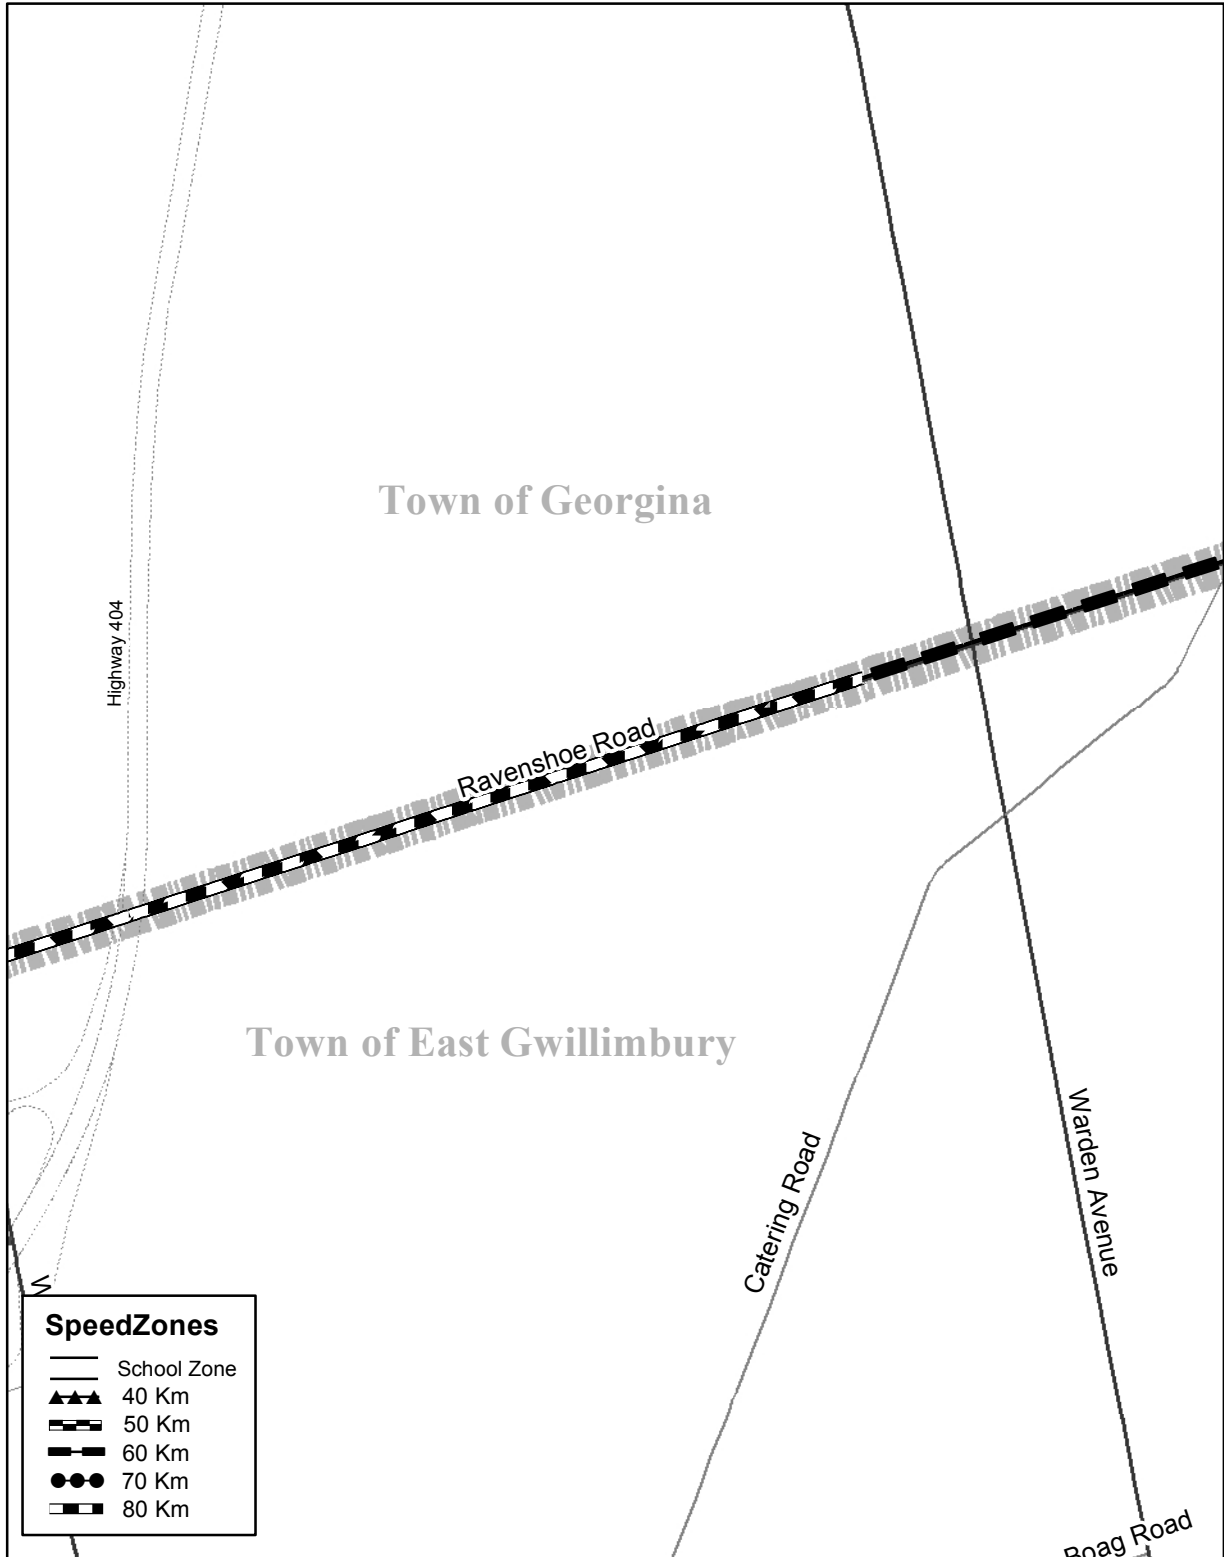 Town of Georgina
Highway 404
Ravenshoe Road
Town of East Gwillimbury
Warden Avenue
Catering Road
SpeedZones
School Zone
40 Km
50 Km
60 Km
70 Km
80 Km
Boag Road